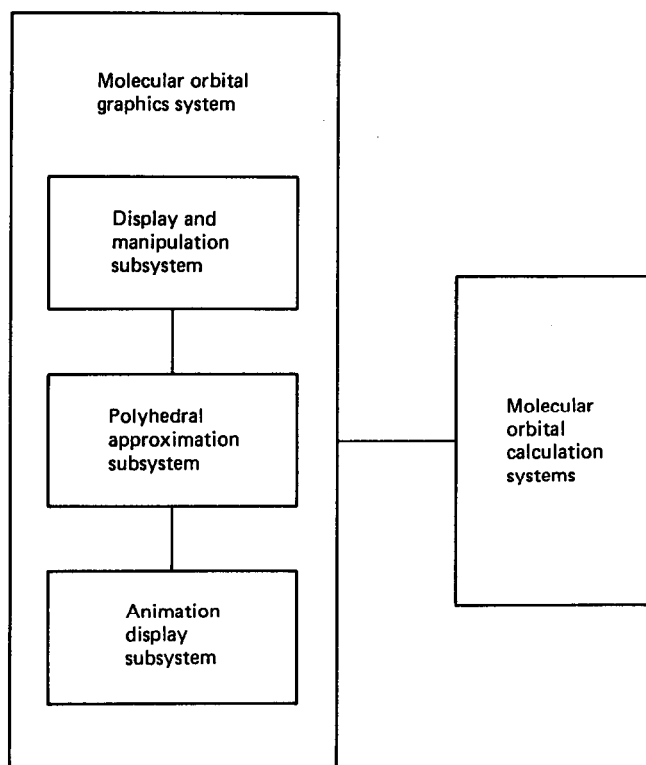 Molecular orbital
graphics system
Display and
manipulation
subsystem
Polyhedral
approximation
subsystem
Animation
display
subsystem
Molecular
orbital
calculation
systems